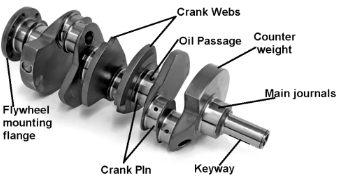 Crank Webs
Oil Passage
Counter
weight
Main journals
Flywheel
mounting
flange
Crank PIn
Keyway